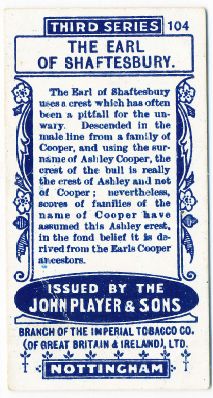 THIRD SERIES 104
THE EARL
OF SHAFTESBURY.
The Earl of Shaftesbury
uses a crest which has often
been a pitfall for the un-
wary. Descended in the
male line from a family of
Cooper, and using the sur-
name of Ashley Cooper, the
crest of the bull is really
the crest of Ashley and not
of Cooper; nevertheless,
scores of families of the
name of Cooper have
assumed this Ashley crest,
in the fond belief it is de-
rived from the Earls Cooper
ancestors.
ISSUED BY THE
JOHN PLAYER & SONS
BRANCH OF THE IMPERIAL TOBACCO CO.
(OF GREAT BRITAIN & IRELAND), LTD.
NOTTINGHAM